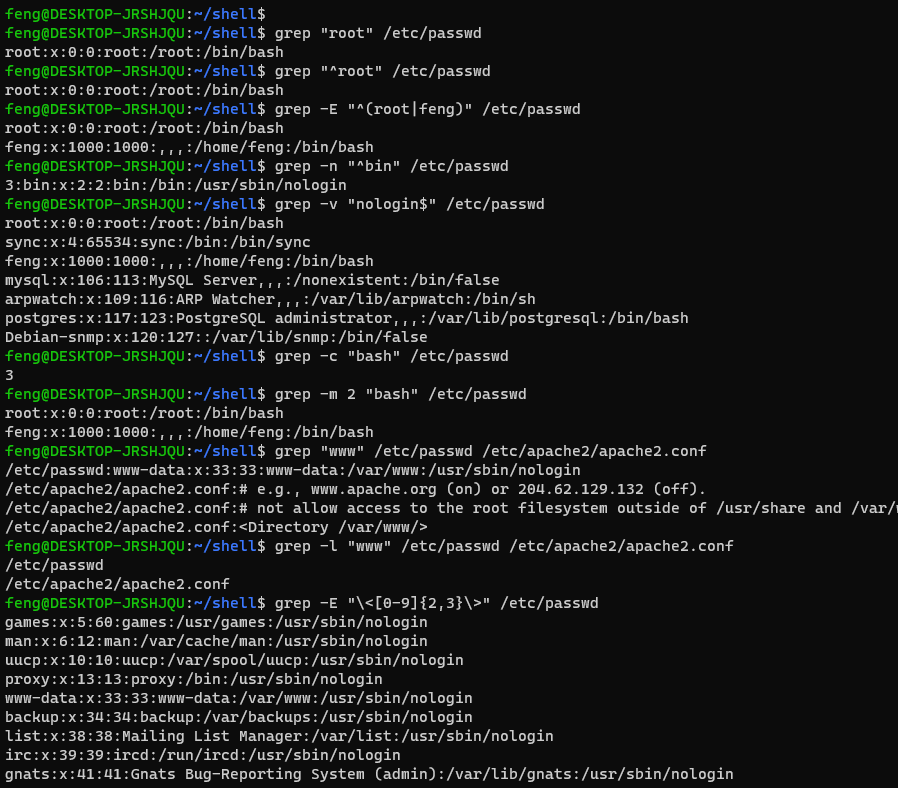 feng@DESKTOP-JRSHJQU:~/shell$
feng@DESKTOP-JRSHJQU:~/shell$ grep "root" /etc/passwd
root:x:0:0:root:/root:/bin/bash
feng@DESKTOP-JRSHJQU:~/shell$ grep "^root" /etc/passwd
root:x:0:0:root:/root:/bin/bash
feng@DESKTOP-JRSHJQU:~/shell$ grep -E "^(root|feng)" /etc/passwd
root:x:0:0:root:/root:/bin/bash
feng:x:1000:1000:,,,:/home/feng:/bin/bash
feng@DESKTOP-JRSHJQU:~/shell$ grep -n "^bin" /etc/passwd
3:bin:x:2:2:bin:/bin:/usr/sbin/nologin
feng@DESKTOP-JRSHJQU:~/shell$ grep -v "nologin$" /etc/passwd
root:x:0:0:root:/root:/bin/bash
sync:x:4:65534:sync:/bin:/bin/sync
feng:x:1000:1000:,,,:/home/feng:/bin/bash
mysql:x:106:113:MySQL Server,,,:/nonexistent:/bin/false
arpwatch:x:109:116:ARP Watcher,,,:/var/lib/arpwatch:/bin/sh
postgres:x:117:123:PostgreSQL administrator,,,:/var/lib/postgresql:/bin/bash
Debian-snmp:x:120:127::/var/lib/snmp:/bin/false
feng@DESKTOP-JRSHJQU:~/shell$ grep -c "bash" /etc/passwd
3
feng@DESKTOP-JRSHJQU:~/shell$ grep -m 2 "bash" /etc/passwd
root:x:0:0:root:/root:/bin/bash
feng:x:1000:1000:,,,:/home/feng:/bin/bash
feng@DESKTOP-JRSHJQU:~/shell$ grep "www" /etc/passwd /etc/apache2/apache2.conf
/etc/passwd:www-data:x:33:33:www-data:/var/www:/usr/sbin/nologin
/etc/apache2/apache2.conf:# e.g., www.apache.org (on) or 204.62.129.132 (off).
/etc/apache2/apache2.conf:# not allow access to the root filesystem outside of /usr/share and /var/
/etc/apache2/apache2.conf:<Directory /var/www/>
feng@DESKTOP-JRSHJQU:~/shell$ grep -l "www" /etc/passwd /etc/apache2/apache2.conf
/etc/passwd
/etc/apache2/apache2.conf
feng@DESKTOP-JRSHJQU:~/shell$ grep -E "\<[0-9]{2,3}\>" /etc/passwd
games:x:5:60:games:/usr/games:/usr/sbin/nologin
man:x:6:12:man:/var/cache/man:/usr/sbin/nologin
uucp:x:10:10:uucp:/var/spool/uucp:/usr/sbin/nologin
proxy:x:13:13:proxy:/bin:/usr/sbin/nologin
www-data:x:33:33:www-data:/var/www:/usr/sbin/nologin
backup:x:34:34:backup:/var/backups:/usr/sbin/nologin
list:x:38:38:Mailing List Manager:/var/list:/usr/sbin/nologin
irc:x:39:39:ircd:/run/ircd:/usr/sbin/nologin
gnats:x:41:41:Gnats Bug-Reporting System (admin):/var/lib/gnats:/usr/sbin/nologin